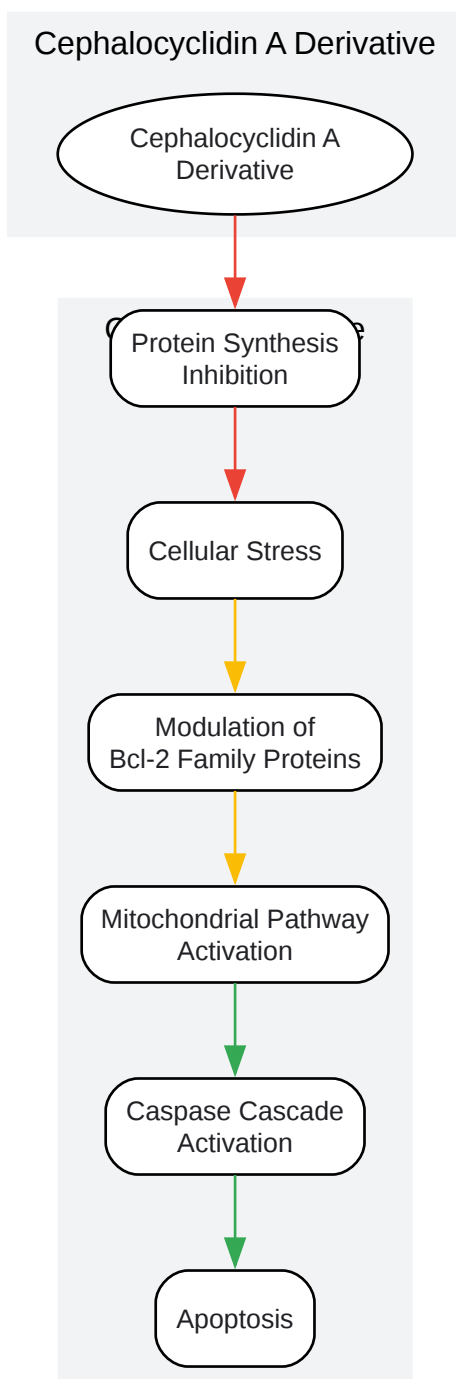 Cephalocyclidin A Derivative
Cephalocyclidin A
Derivative
Protein Synthesis
Inhibition
Cellular Stress
Modulation of
Bcl-2 Family Proteins
Mitochondrial Pathway
Activation
Caspase Cascade
Activation
Apoptosis